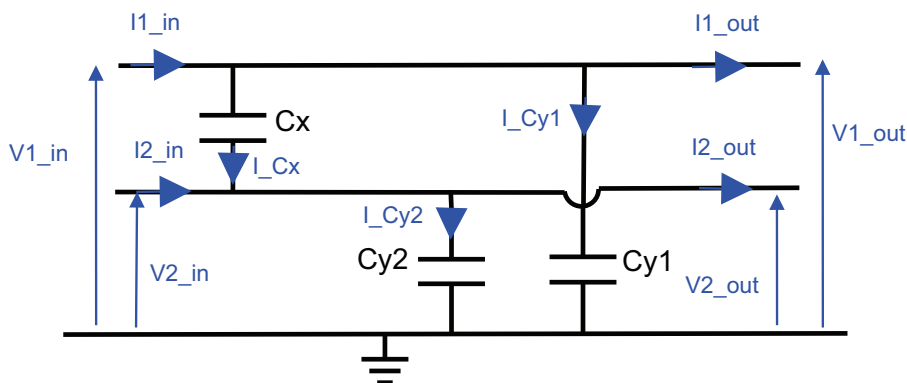 I1_in
I1_out
Cx
I_Cy1
V1_in
I2_in
I_Cx
I2_out
V1_out
I_Cy2
V2_in
Cy2
Cy1
V2_out